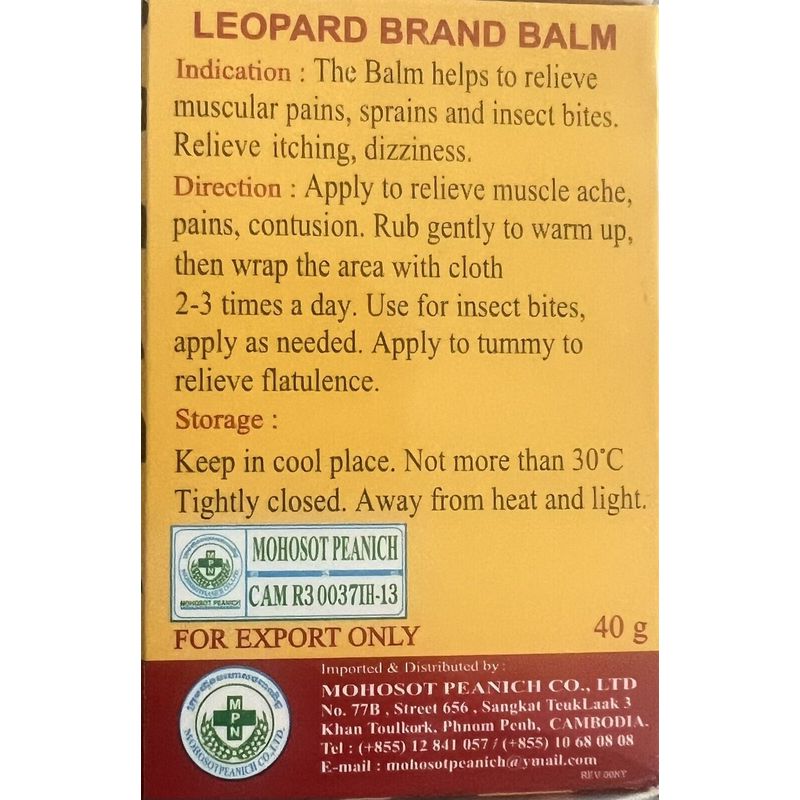 LEOPARD BRAND BALM
Indication : The Balm helps to relieve
muscular pains, sprains and insect bites.
Relieve itching, dizziness.
Direction : Apply to relieve muscle ache,
pains, contusion. Rub gently to warm up,
then wrap the area with cloth
2-3 times a day. Use for insect bites,
apply as needed. Apply to tummy to
relieve flatulence.
Storage :
Keep in cool place. Not more than 30°C
Tightly closed. Away from heat and light.
MPN
MOHOSOT PEANICH
MOHOSOT PEANICH
CAM R3 0037IH-13
FOR EXPORT ONLY
40 g
MPN
MOHOSOTPEANICH CO.,LTD.
Imported & Distributed by :
MOHOSOT PEANICH CO., LTD
No. 77B , Street 656 , Sangkat TeukLaak 3
Khan Toulkork, Phnom Penh, CAMBODIA.
Tel : (+855) 12 841 057 / (+855) 10 68 08 08
E-mail : mohosotpeanich@ymail.com